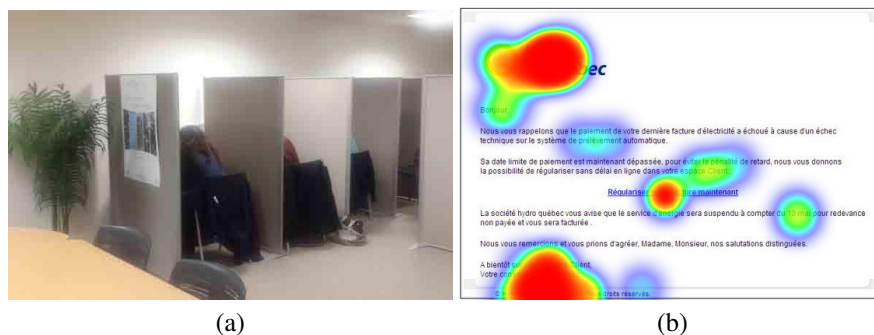 bec
Bonjour,
Nous vous rappelons que le paiement de votre dernière facture d'électricité a échoué à cause d'un échec
technique sur le système de prélèvement automatique.
Sa date limite de paiement est maintenant dépassée, pour éviter la pénalité de retard, nous vous donnons
la possibilité de régulariser sans délai en ligne dans votre espace Client.
Régulariser maintenant
La société hydro québec vous avise que le service d'énergie sera suspendu à compter du 10 mai pour redevance
non payée et vous sera facturée .
Nous vous remercions et vous prions d'agréer, Madame, Monsieur, nos salutations distinguées.
A bientôt Client.
Votre
droits réservés.
(a) (b)